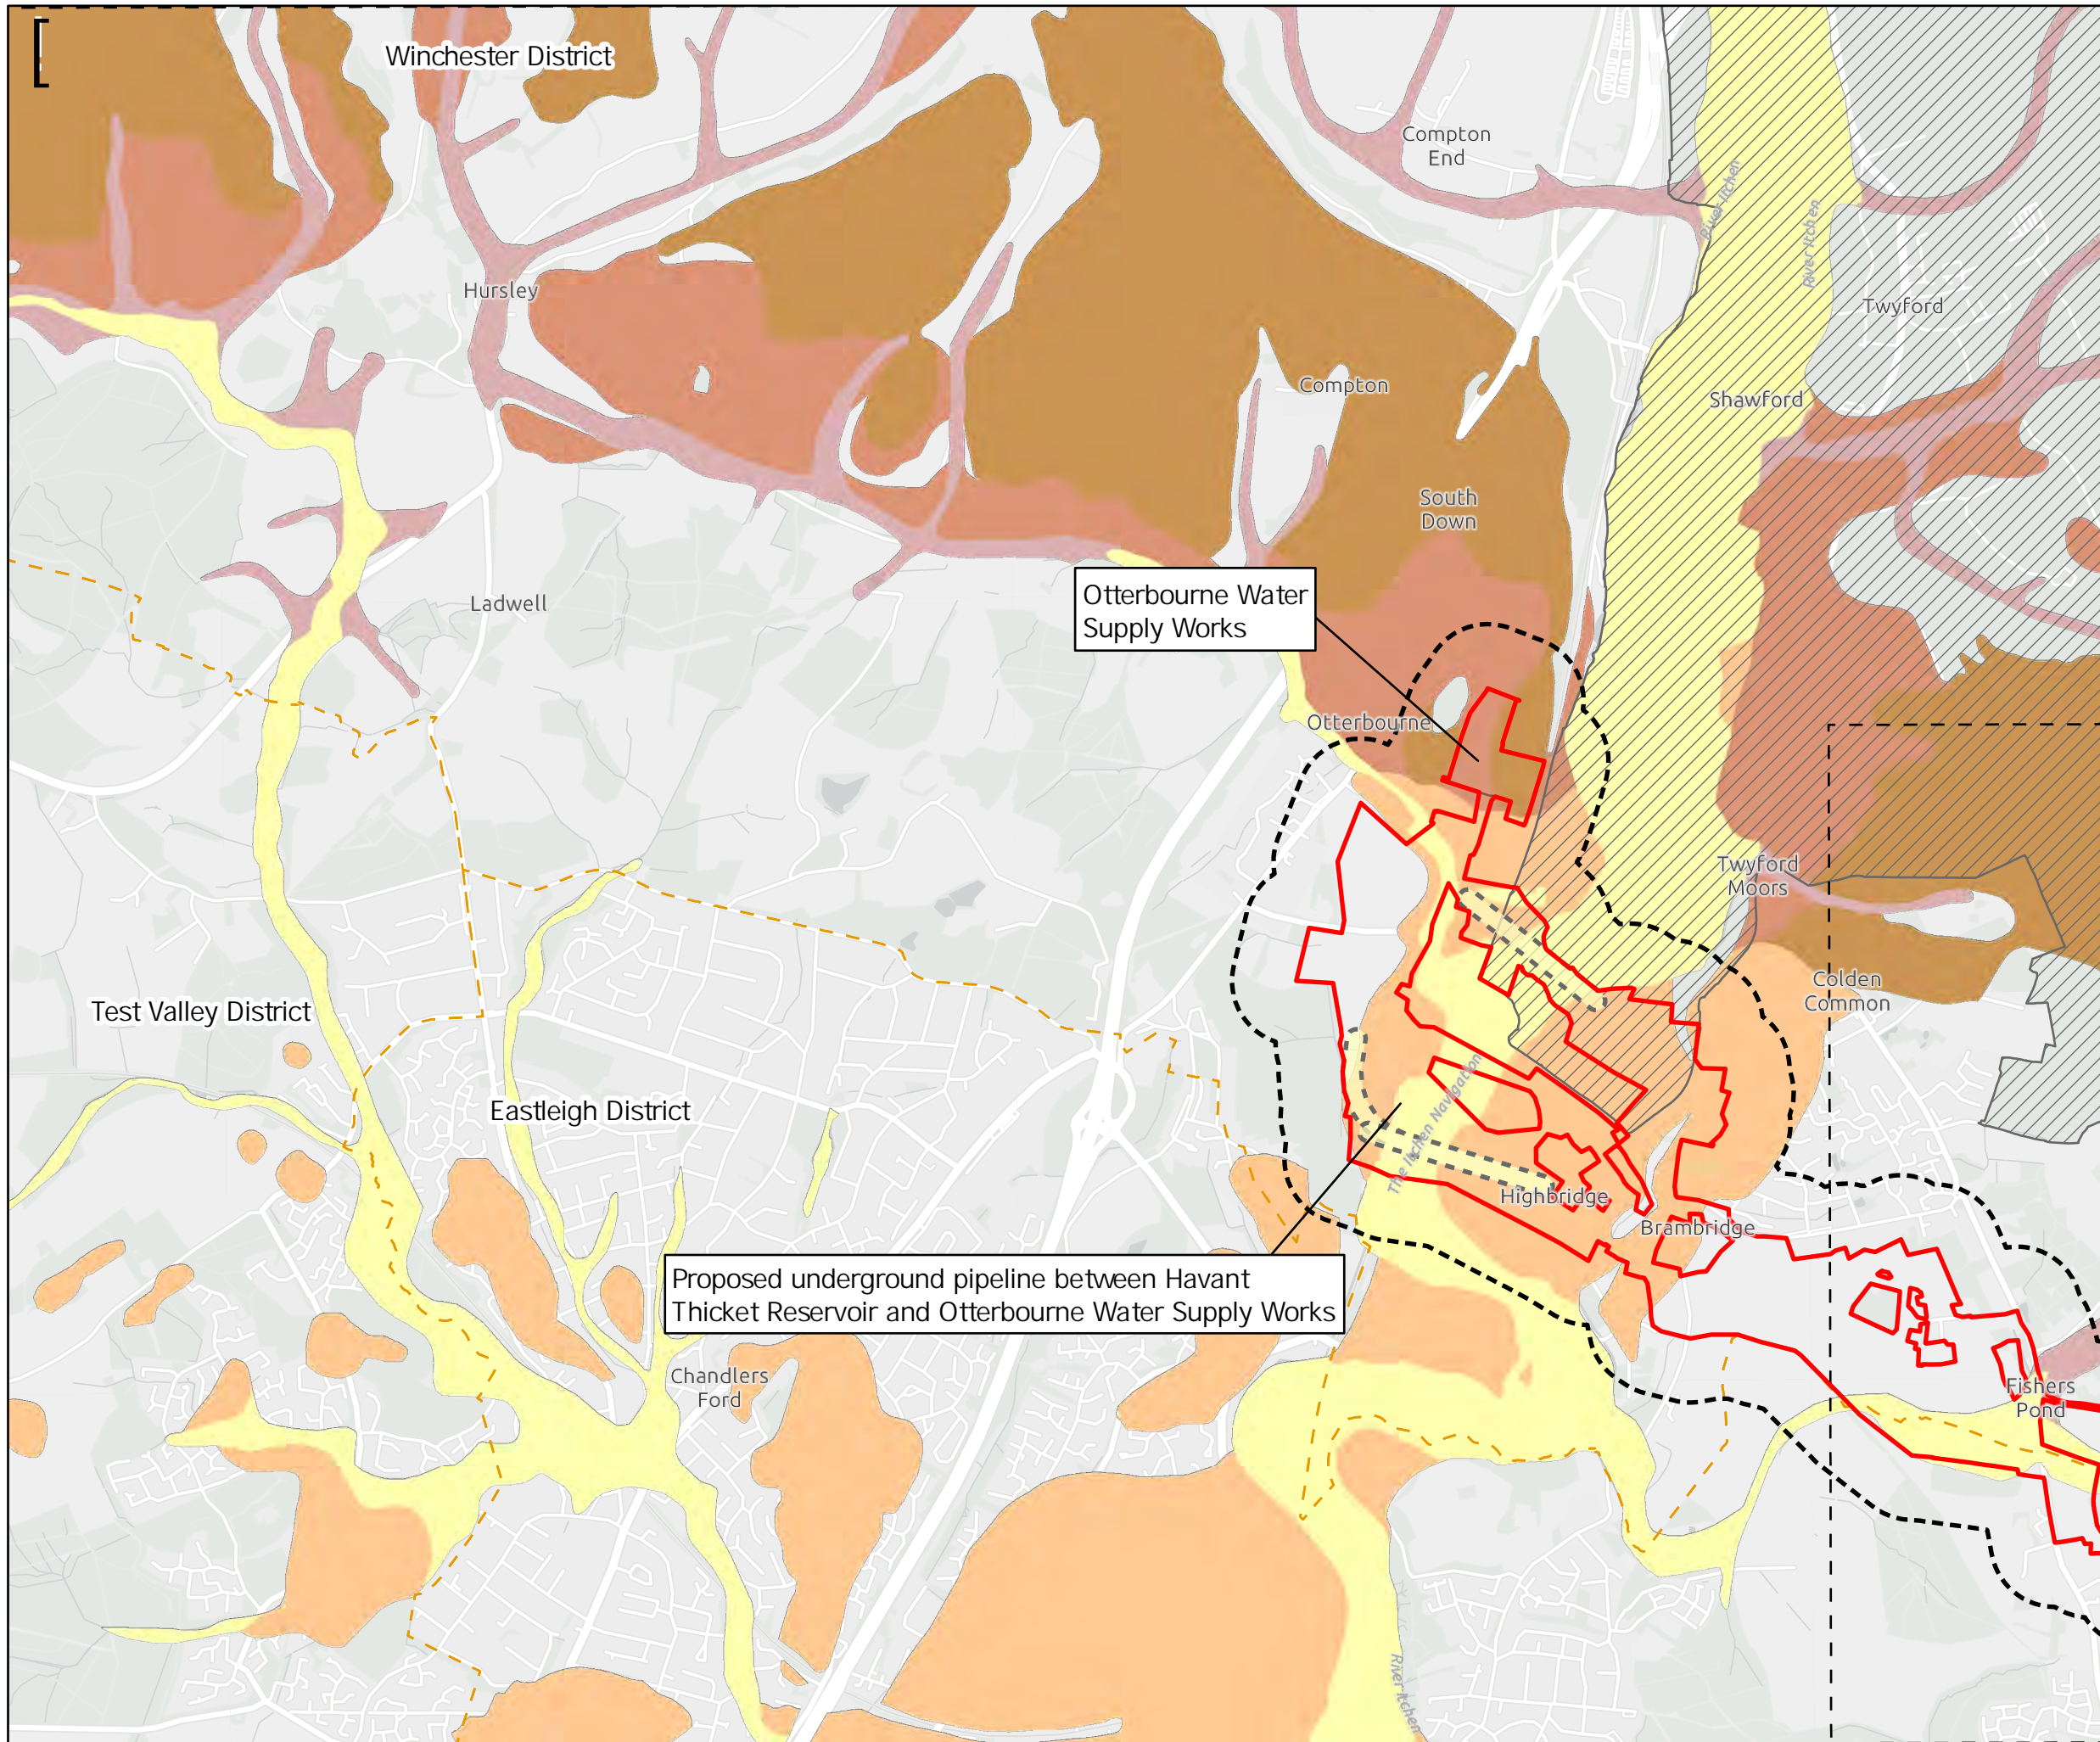 [
Winchester District
Compton
End
River Itchen
River Itchen
Hursley
Twyford
Compton
Shawford
South
Down
Otterbourne Water
Supply Works
Ladwell
Otterbourne
Twyford
Moors
Colden
Common
Test Valley District
Eastleigh District
The Itchen Navigation
Highbridge
Brambridge
Proposed underground pipeline between Havant
Thicket Reservoir and Otterbourne Water Supply Works
Chandlers
Ford
Fishers
Pond
River Itchen